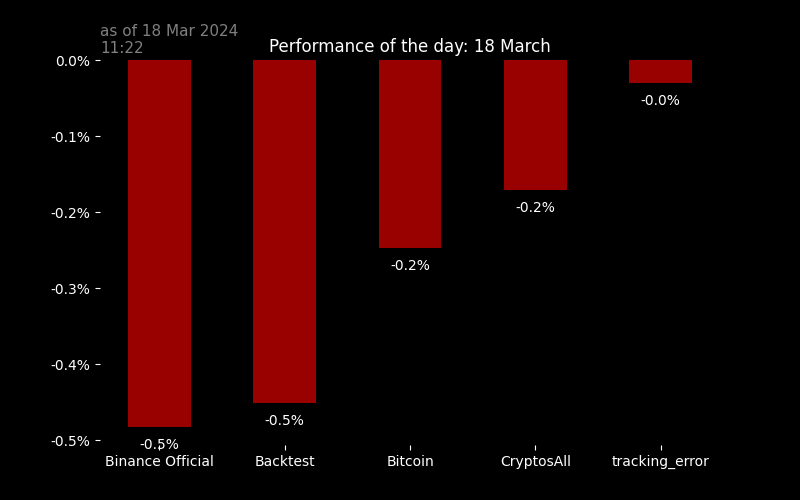 as of 18 Mar 2024
11:22
Performance of the day: 18 March
0.0%
-0.1%
-0.2%
-0.3%
-0.4%
-0.5%
-0.5%
-0.5%
-0.2%
-0.2%
-0.0%
Binance Official
Backtest
Bitcoin
CryptosAll
tracking_error